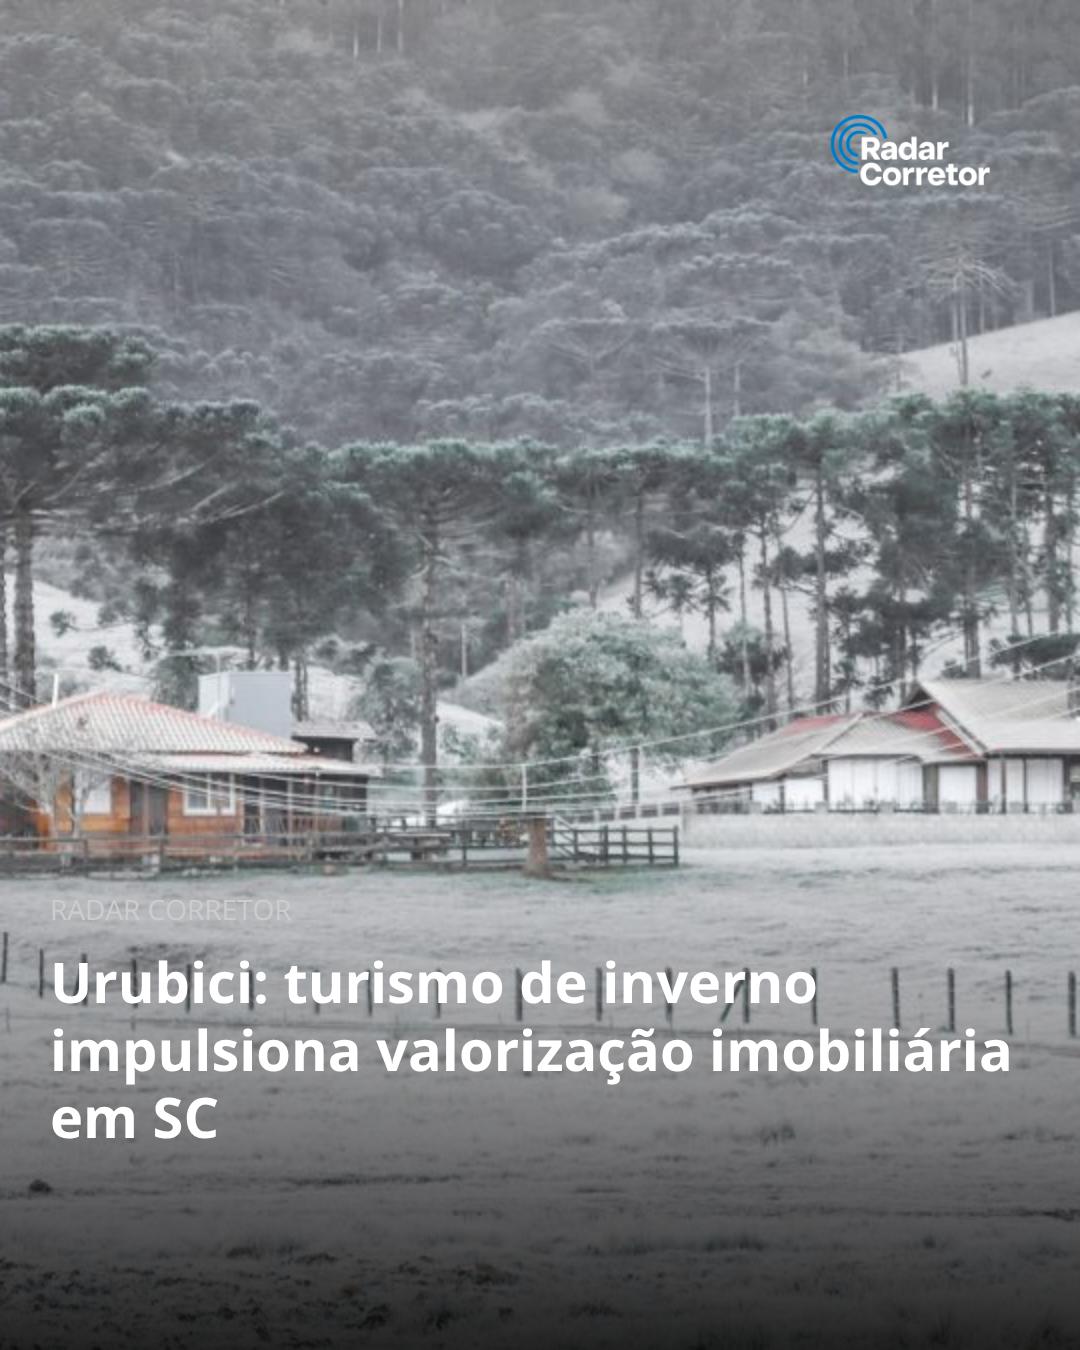 Radar
Corretor
RADAR CORRETOR
Urubici: turismo de inverno
impulsiona valorização imobiliária
em SC